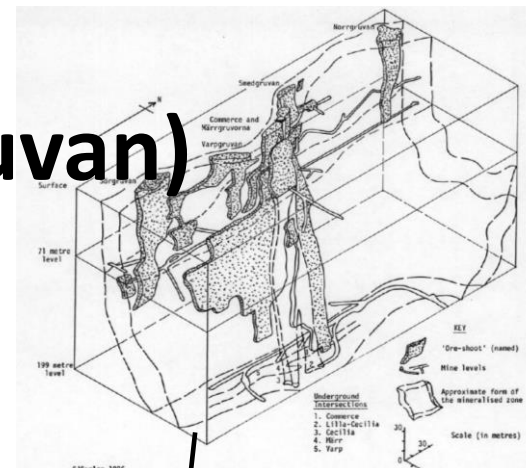 Norrgruvan
Smedgruvan
N
Commerce and
Märrgruvorna
Varpgruvan
uvan)
Surface
71 metre
level
199 metre
level
KEY
"Ore-shoot" (named)
Mine levels
Approximate form of
the mineralised zone
Underground
Intersections
1. Commerce
2. Lilla-Cecilia
3. Cecilia
4. Märr
5. Varp
30
30
Scale (in metres)